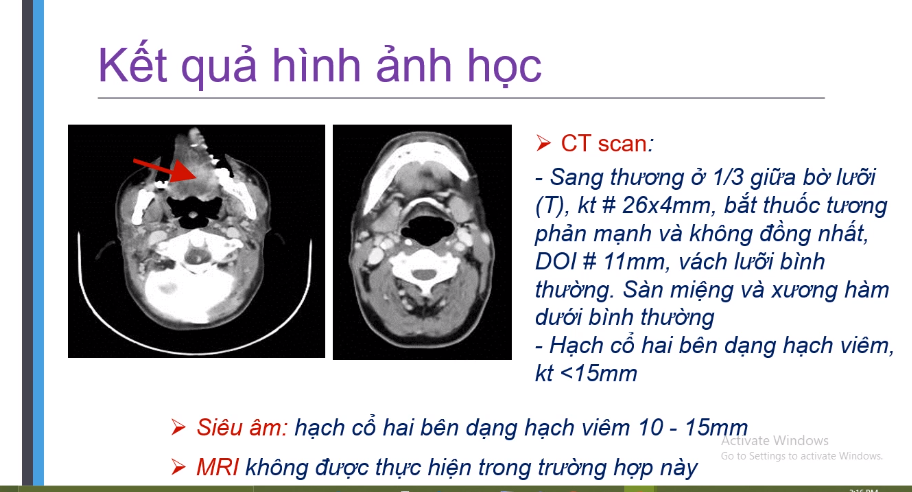 Kết quả hình ảnh học
➢ CT scan:
- Sang thương ở 1/3 giữa bờ lưỡi
(T), kt # 26x4mm, bắt thuốc tương
phản mạnh và không đồng nhất,
DOI # 11mm, vách lưỡi bình
thường. Sàn miệng và xương hàm
dưới bình thường
- Hạch cổ hai bên dạng hạch viêm,
kt <15mm
➢ Siêu âm: hạch cổ hai bên dạng hạch viêm 10 - 15mm
➢ MRI không được thực hiện trong trường hợp này
Activate Windows
Go to Settings to activate Windows.